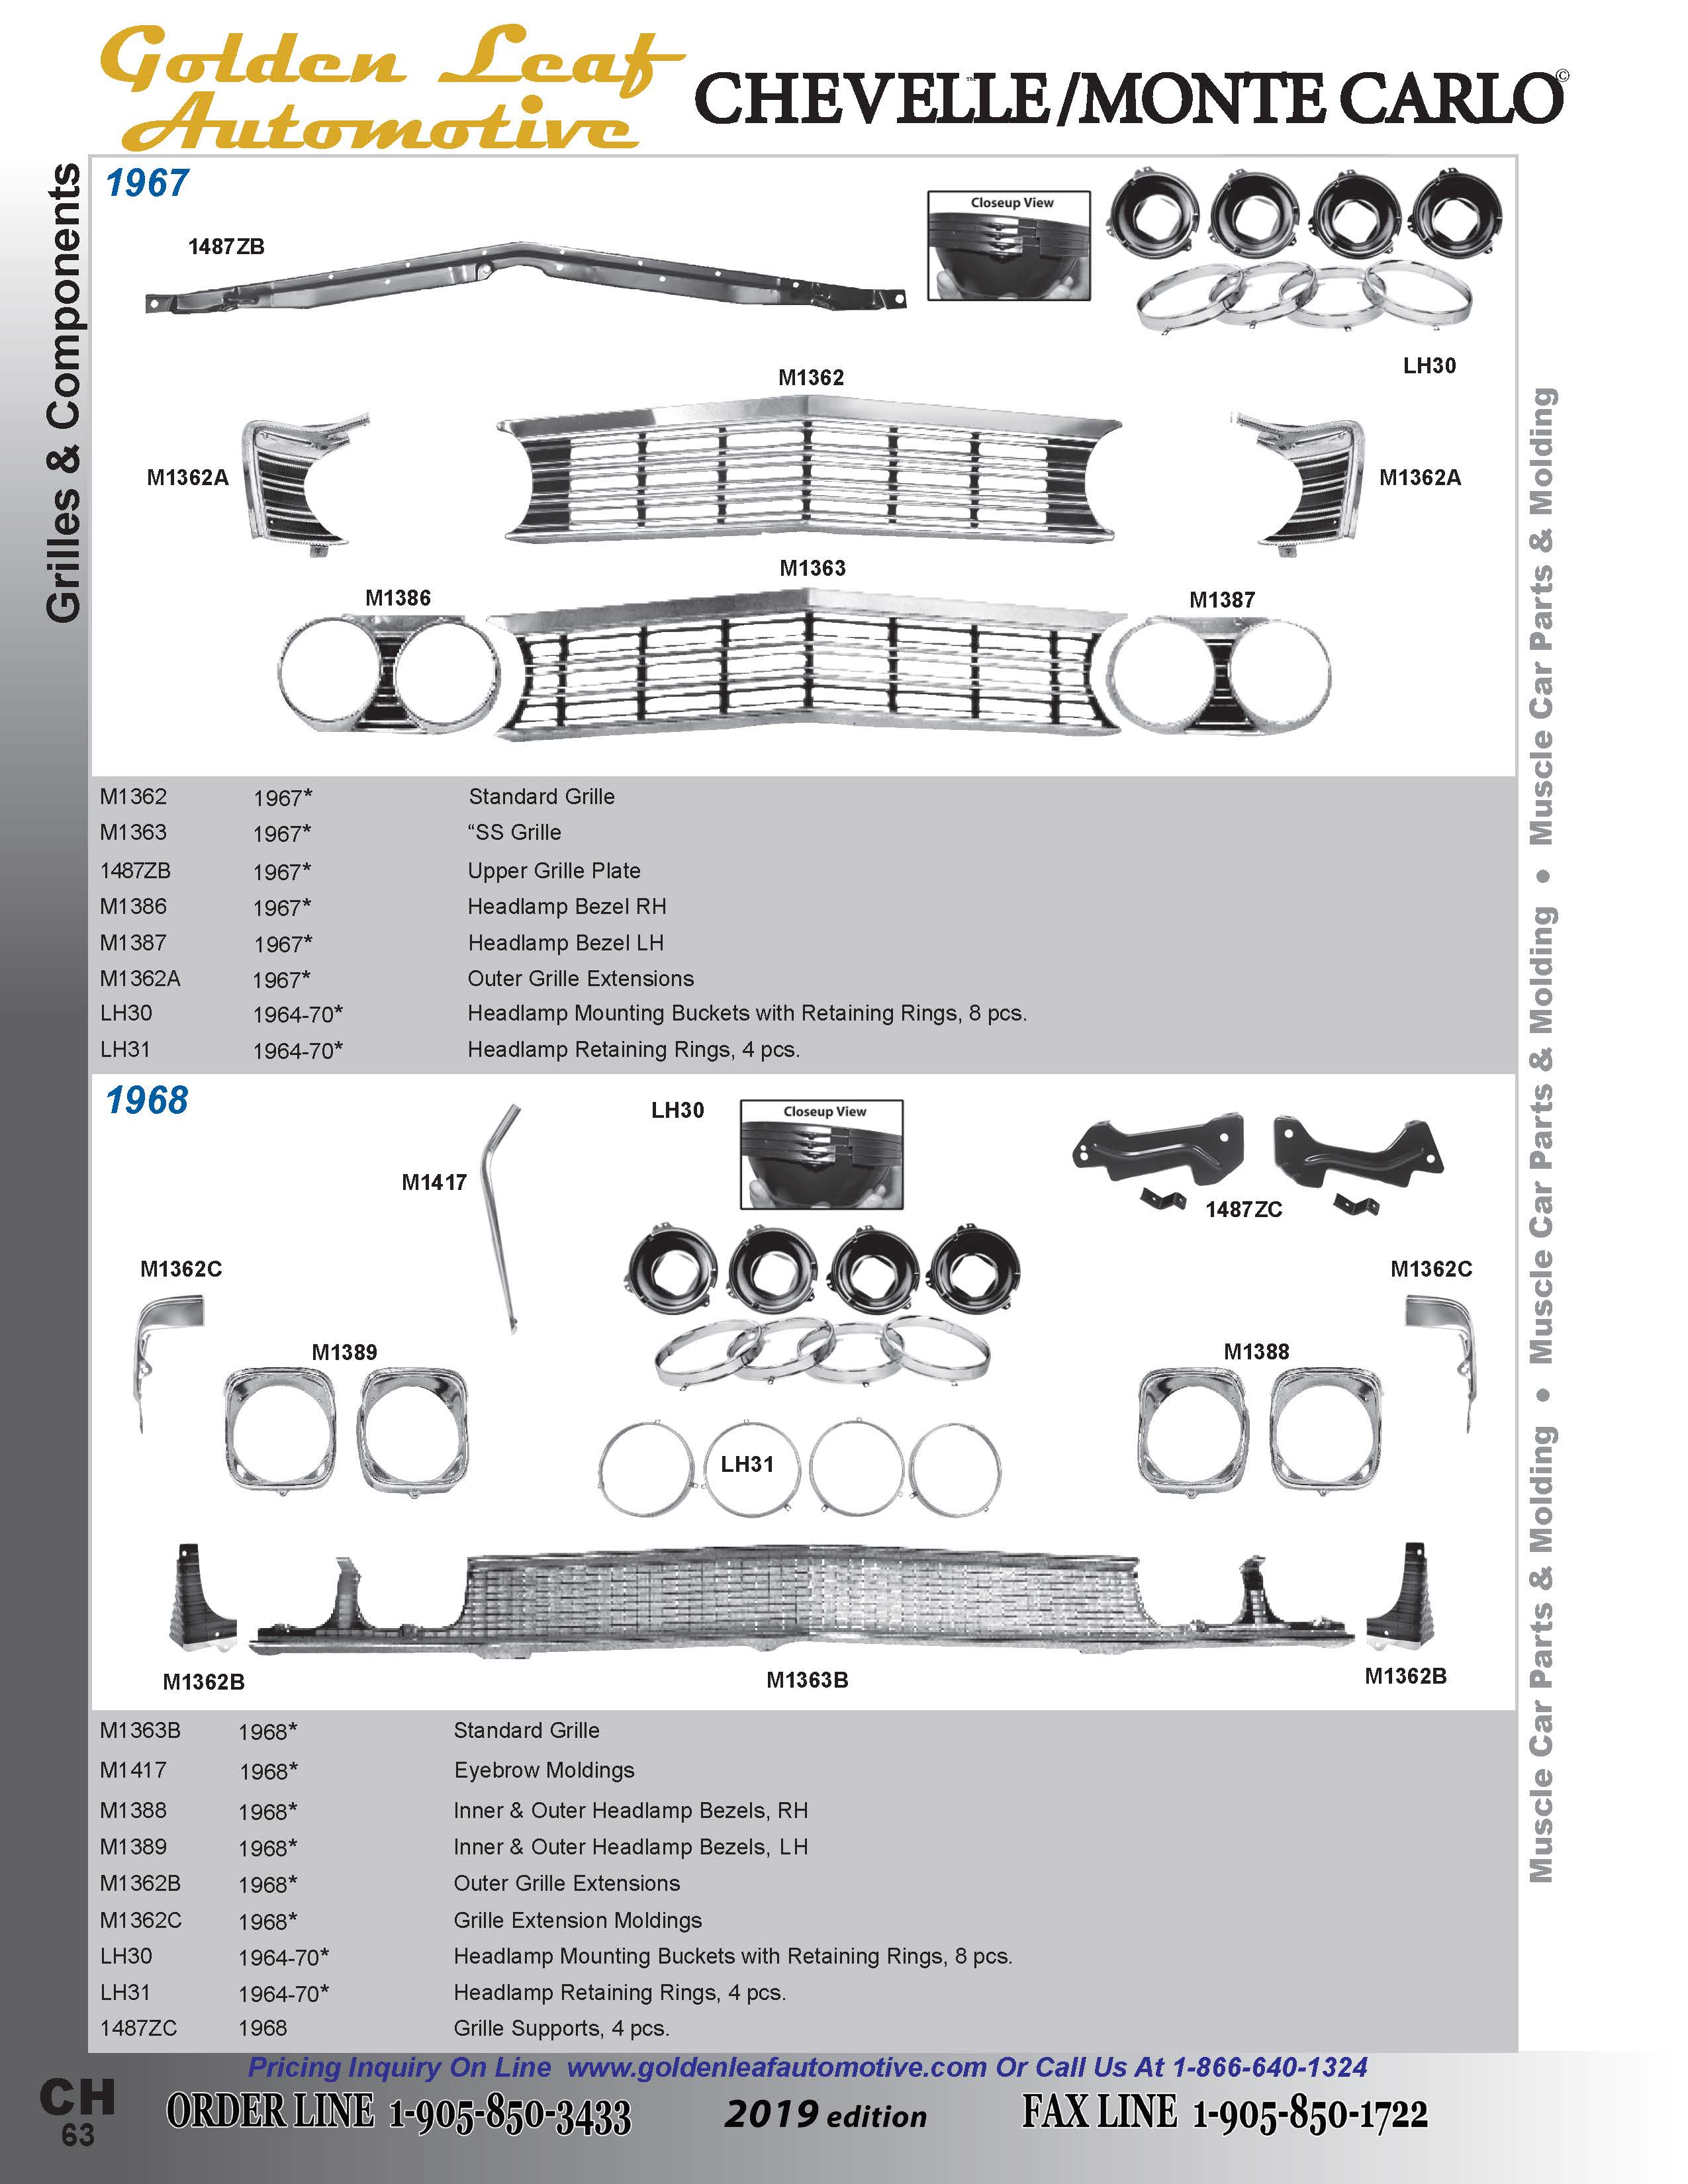 Golden Leaf
Automotive
CHEVELLE/MONTE CARLO©
Grilles & Components
1967
1487ZB
Closeup View
LH30
M1362
M1362A
M1362A
M1363
M1386
M1387
M1362 1967* Standard Grille
M1363 1967* “SS Grille
1487ZB 1967* Upper Grille Plate
M1386 1967* Headlamp Bezel RH
M1387 1967* Headlamp Bezel LH
M1362A 1967* Outer Grille Extensions
LH30 1964-70* Headlamp Mounting Buckets with Retaining Rings, 8 pcs.
LH31 1964-70* Headlamp Retaining Rings, 4 pcs.
1968
LH30
Closeup View
M1417
1487ZC
M1362C
M1362C
M1389
M1388
LH31
M1362B
M1363B
M1362B
M1363B 1968* Standard Grille
M1417 1968* Eyebrow Moldings
M1388 1968* Inner & Outer Headlamp Bezels, RH
M1389 1968* Inner & Outer Headlamp Bezels, LH
M1362B 1968* Outer Grille Extensions
M1362C 1968* Grille Extension Moldings
LH30 1964-70* Headlamp Mounting Buckets with Retaining Rings, 8 pcs.
LH31 1964-70* Headlamp Retaining Rings, 4 pcs.
1487ZC 1968 Grille Supports, 4 pcs.
Muscle Car Parts & Molding • Muscle Car Parts & Molding • Muscle Car Parts & Molding
Pricing Inquiry On Line www.goldenleafautomotive.com Or Call Us At 1-866-640-1324
CH
63
ORDER LINE 1-905-850-3433
2019 edition
FAX LINE 1-905-850-1722